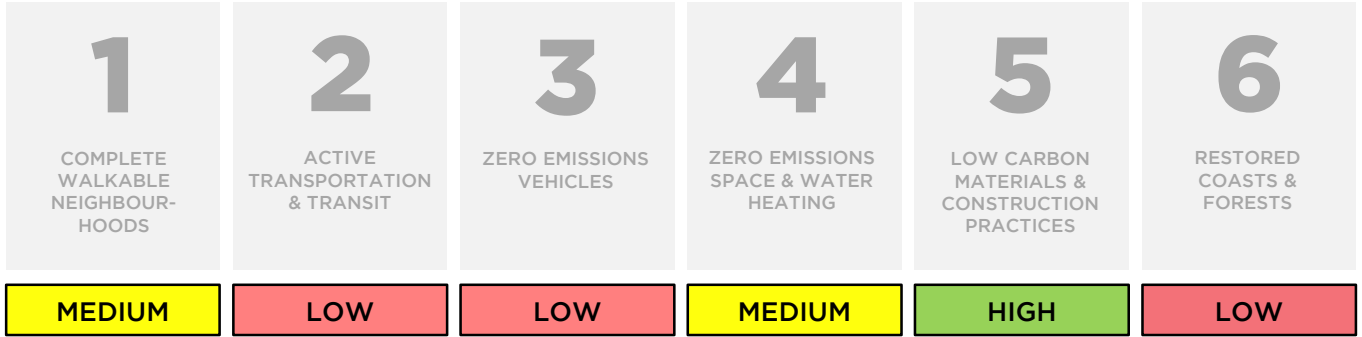 1
COMPLETE
WALKABLE
NEIGHBOUR-
HOODS
MEDIUM
2
ACTIVE
TRANSPORTATION
& TRANSIT
LOW
3
ZERO EMISSIONS
VEHICLES
LOW
4
ZERO EMISSIONS
SPACE & WATER
HEATING
MEDIUM
5
LOW CARBON
MATERIALS &
CONSTRUCTION
PRACTICES
HIGH
6
RESTORED
COASTS &
FORESTS
LOW